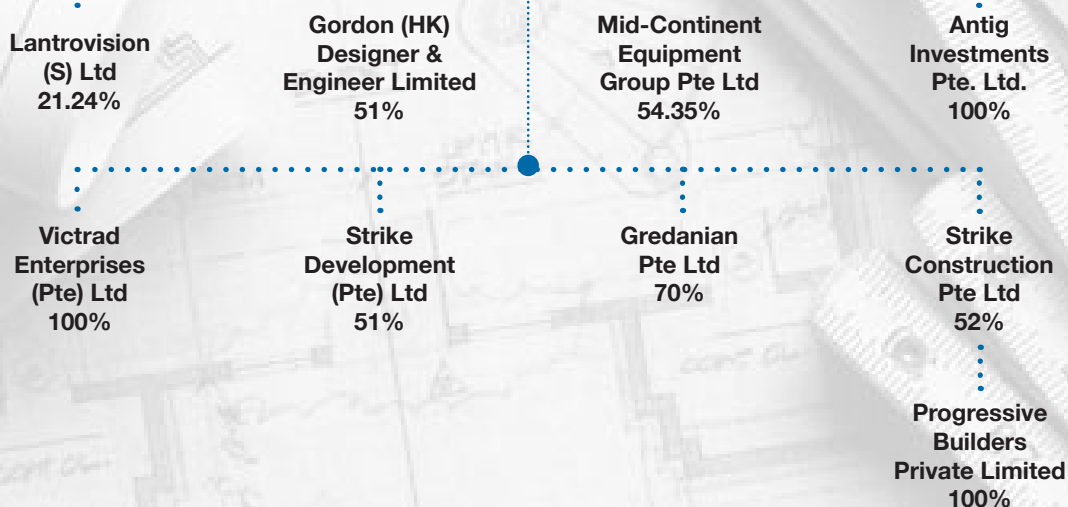 Lantrovision
(S) Ltd
21.24%
Gordon (HK)
Designer &
Engineer Limited
51%
Mid-Continent
Equipment
Group Pte Ltd
54.35%
Antig
Investments
Pte. Ltd.
100%
Victrad
Enterprises
(Pte) Ltd
100%
Strike
Development
(Pte) Ltd
51%
Gredanian
Pte Ltd
70%
Strike
Construction
Pte Ltd
52%
Progressive
Builders
Private Limited
100%